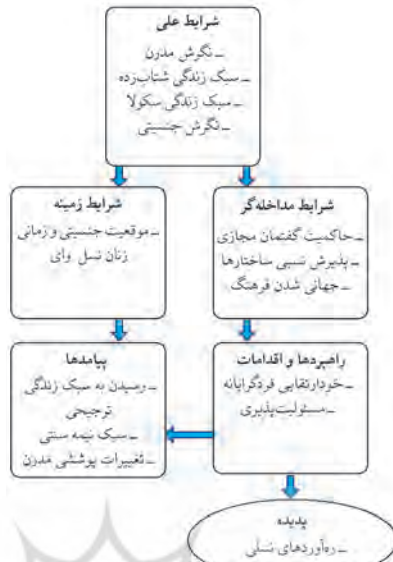 شرایط علی
ـ نگرش مدرن
ـ سبک زندگی شتاب‌زده
ـ سبک زندگی سکولا
ـ نگرش جنسیتی
شرایط مداخله‌گر
ـ حاکمیت گفتمان مجازی
ـ پذیرش نسبی ساختارها
ـ جهانی شدن فرهنگ
شرایط زمینه
ـ موقعیت جنسیتی و زمانی
زنان نسل وای
راهبردها و اقدامات
ـ خودارتقایی فردگرایانه
ـ مسئولیت‌پذیری
پیامدها
ـ رسیدن به سبک زندگی
ترجیحی
ـ سبک نیمه سنتی
ـ تغییرات پوششی مدرن
پدیده
ـ ره‌آوردهای نسلی